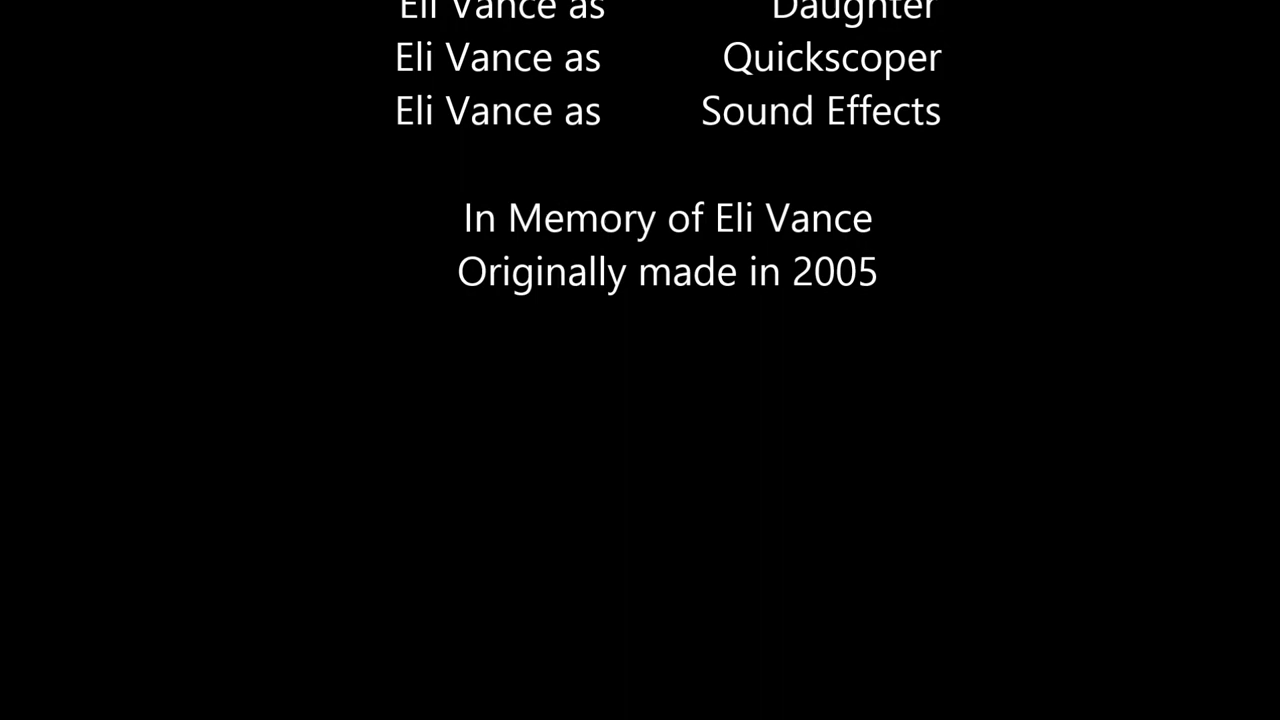 Eli Vance as Daughter
Eli Vance as Quickscoper
Eli Vance as Sound Effects
In Memory of Eli Vance
Originally made in 2005